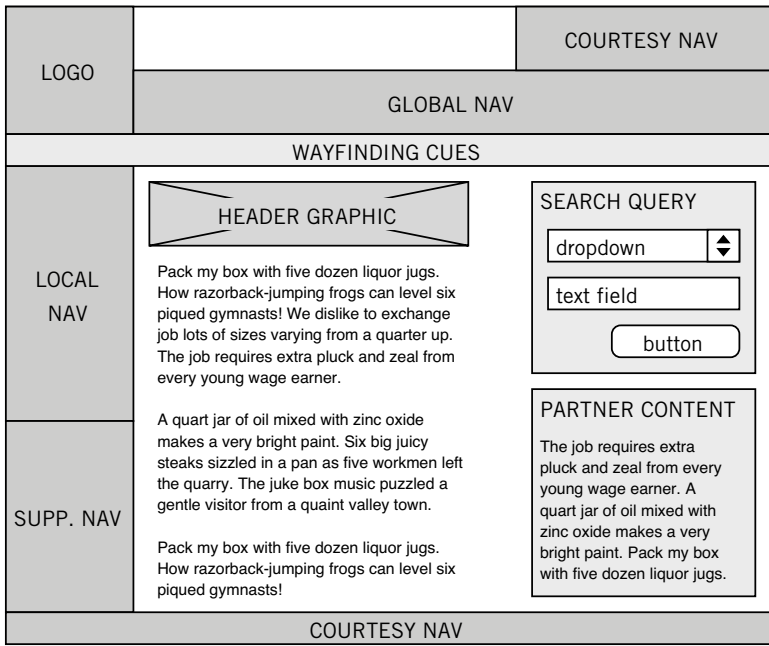 LOGO
COURTESY NAV
GLOBAL NAV
WAYFINDING CUES
LOCAL
NAV
SUPP. NAV
HEADER GRAPHIC
Pack my box with five dozen liquor jugs.
How razorback-jumping frogs can level six
piqued gymnasts! We dislike to exchange
job lots of sizes varying from a quarter up.
The job requires extra pluck and zeal from
every young wage earner.
A quart jar of oil mixed with zinc oxide
makes a very bright paint. Six big juicy
steaks sizzled in a pan as five workmen left
the quarry. The juke box music puzzled a
gentle visitor from a quaint valley town.
Pack my box with five dozen liquor jugs.
How razorback-jumping frogs can level six
piqued gymnasts!
SEARCH QUERY
dropdown
text field
button
PARTNER CONTENT
The job requires extra
pluck and zeal from every
young wage earner. A
quart jar of oil mixed with
zinc oxide makes a very
bright paint. Pack my box
with five dozen liquor jugs.
COURTESY NAV